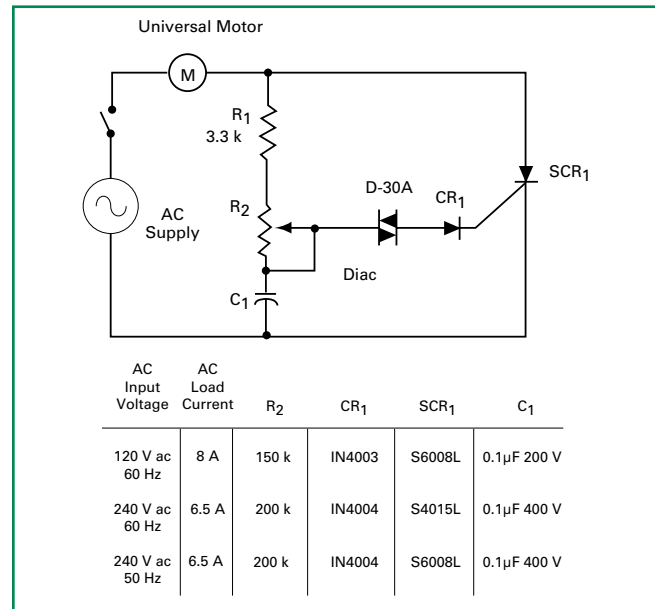 Universal Motor
M
R1
3.3 k
SCR1
D-30A
CR1
R2
AC
Supply
Diac
C1
AC Input Voltage AC Load Current R2 CR1 SCR1 C1
120 V ac 60 Hz 8 A 150 k IN4003 S6008L 0.1µF 200 V
240 V ac 60 Hz 6.5 A 200 k IN4004 S4015L 0.1µF 400 V
240 V ac 50 Hz 6.5 A 200 k IN4004 S6008L 0.1µF 400 V